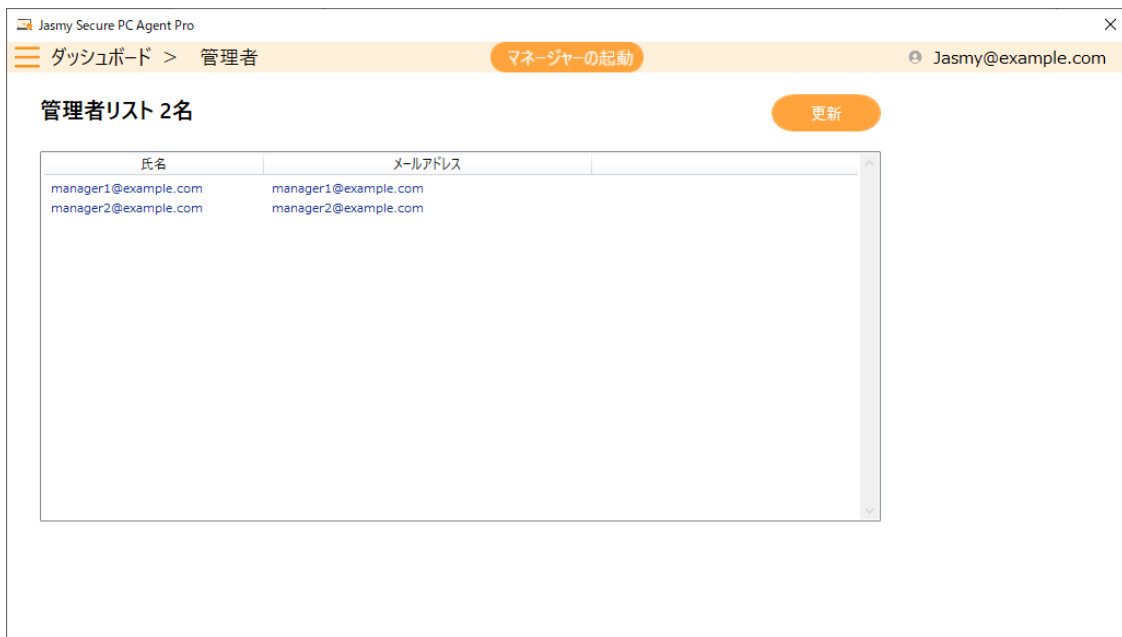 Jasmy Secure PC Agent Pro
ダッシュボード > 管理者 マネージャーの起動 Jasmy@example.com
管理者リスト 2名 更新
氏名 メールアドレス
manager1@example.com manager1@example.com
manager2@example.com manager2@example.com